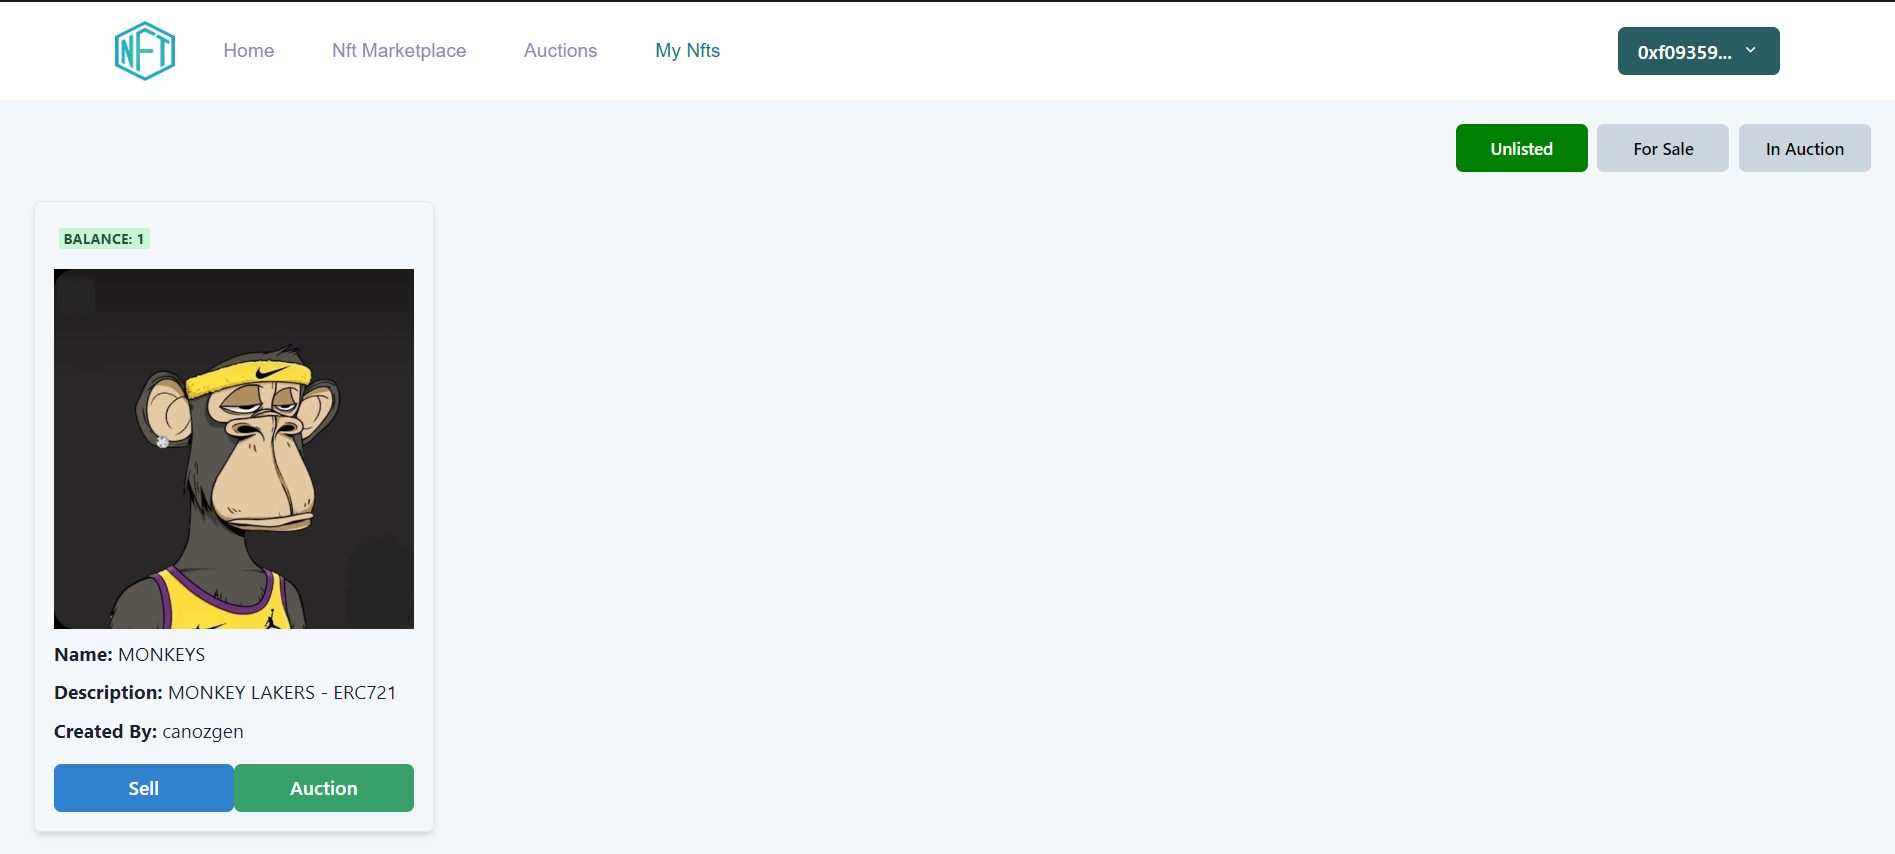 NFT
Home
Nft Marketplace
Auctions
My Nfts
0xf09359...
Unlisted
For Sale
In Auction
BALANCE: 1
Name: MONKEYS
Description: MONKEY LAKERS - ERC721
Created By: canozgen
Sell
Auction